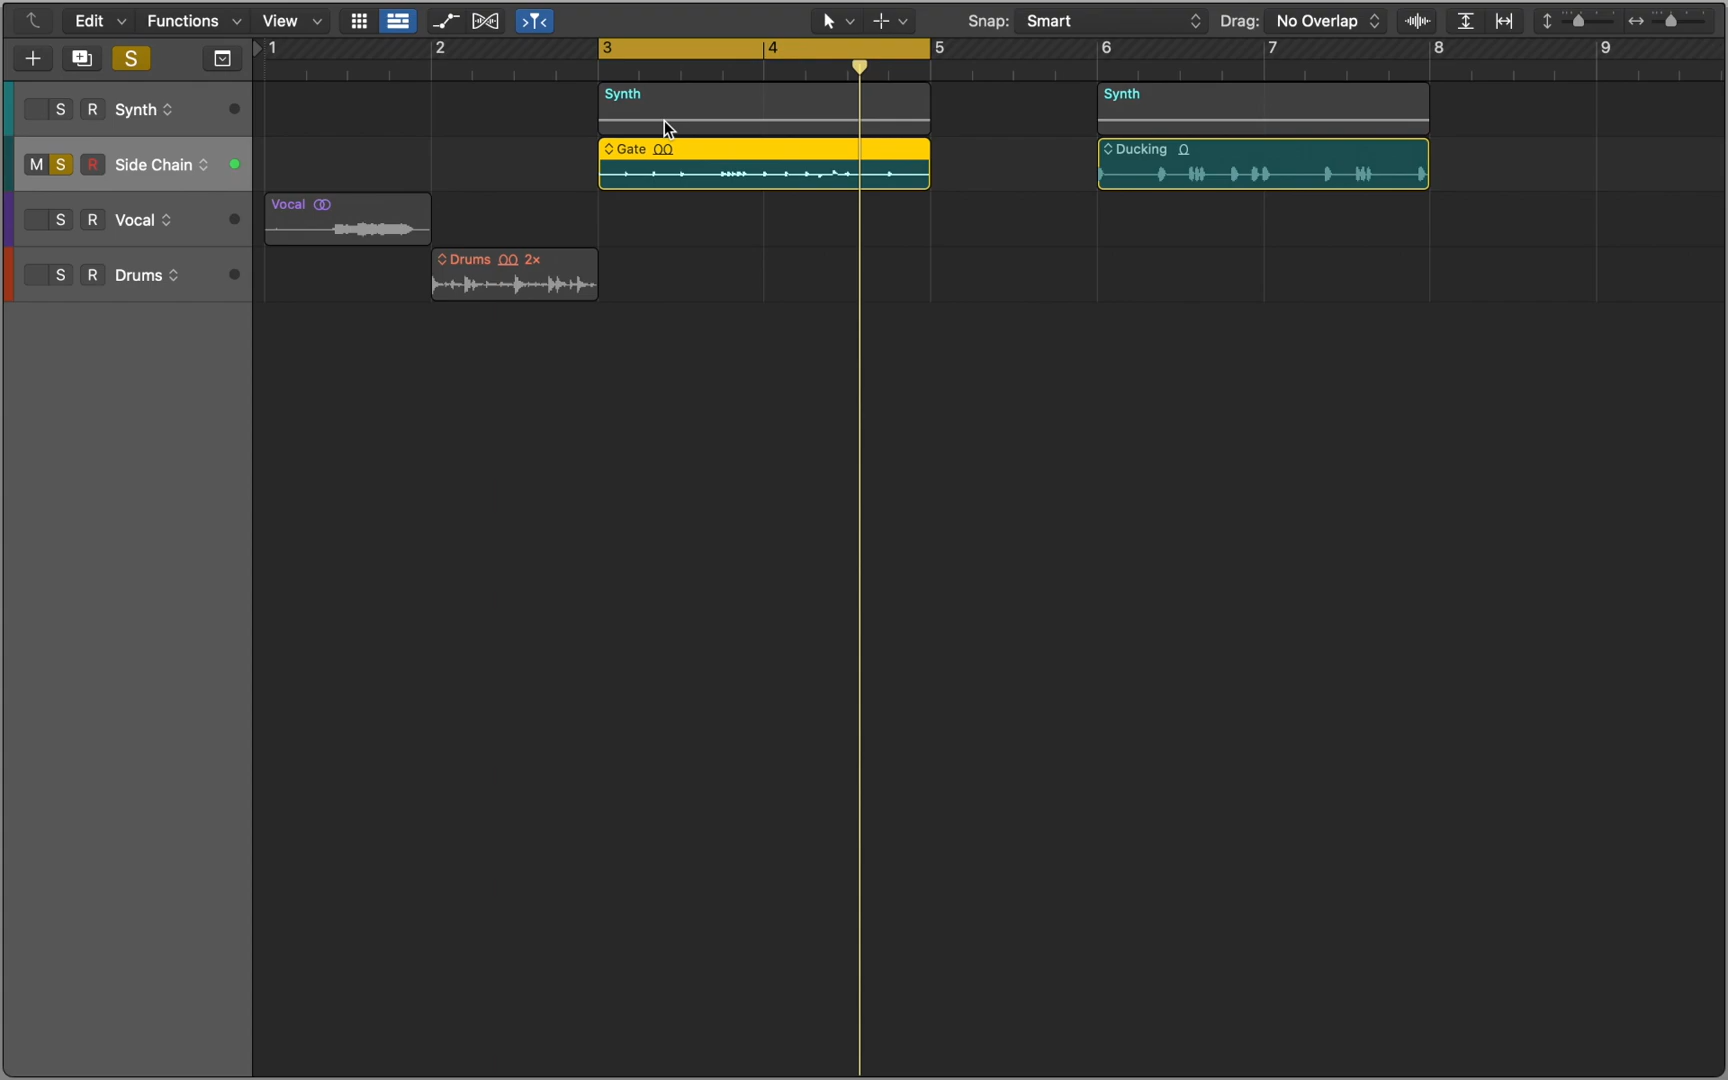 Edit Functions View Snap: Smart Drag: No Overlap
S 1 2 3 4 5 6 7 8 9
S R Synth Synth Synth
M S R Side Chain Gate Ducking
S R Vocal Vocal
S R Drums Drums 2×